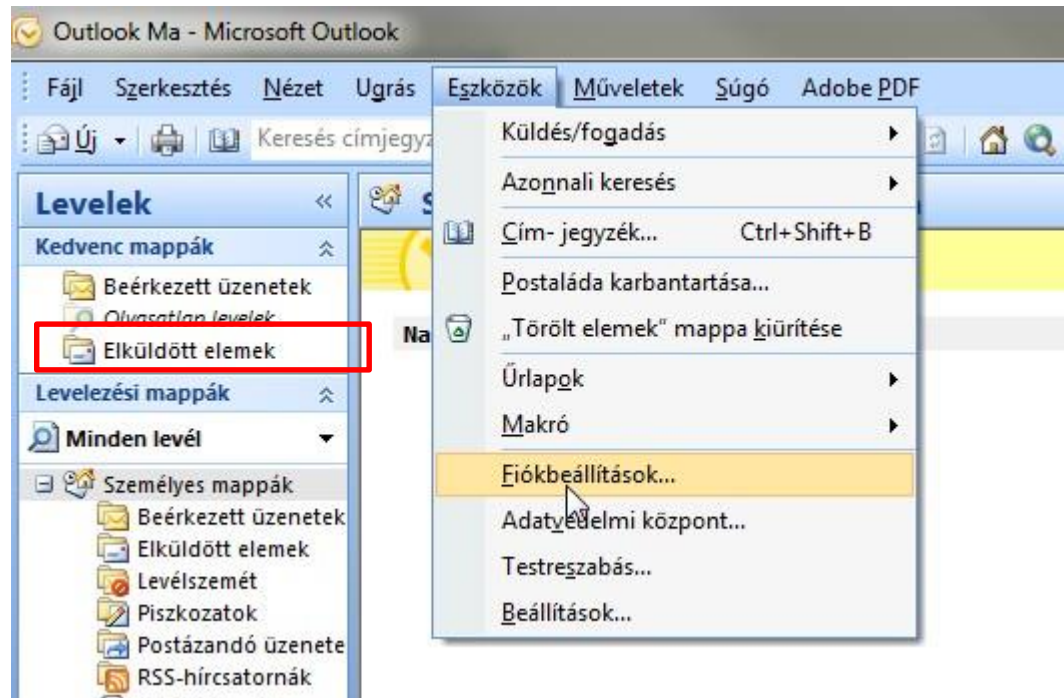 Outlook Ma - Microsoft Outlook
Fájl Szerkesztés Nézet Ugrás Eszközök Műveletek Súgó Adobe PDF
Új Keresés címjegyz
Levelek
Kedvenc mappák
Beérkezett üzenetek
Olvasatlan levelek
Elküldött elemek
Levelezési mappák
Minden levél
Személyes mappák
Beérkezett üzenetek
Elküldött elemek
Levélszemét
Piszkozatok
Postázandó üzenete
RSS-hírcsatornák
Na
Küldés/fogadás
Azonnali keresés
Cím- jegyzék... Ctrl+Shift+B
Postaláda karbantartása...
„Törölt elemek” mappa kiürítése
Űrlapok
Makró
Fiókbeállítások...
Adatvédelmi központ...
Testreszabás...
Beállítások...